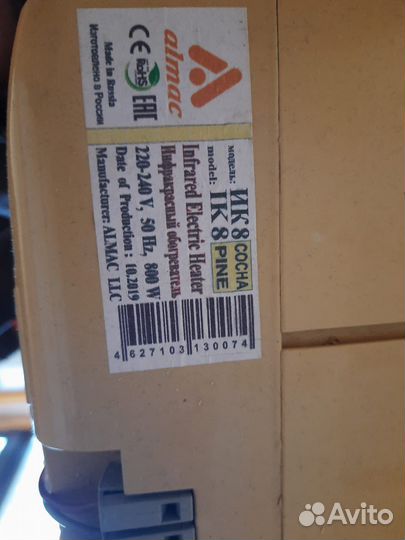 almac
CE RoHS EAC
Made in Russia
Изготовлено в России
модель: ИК 8 СОСНА
model: IK 8 PINE
Infrared Electric Heater
Инфракрасный обогреватель
220-240 V, 50 Hz, 800 W
Date of Production: 10.2019
Manufacturer: ALMAC LLC
4 627103 130074
Avito